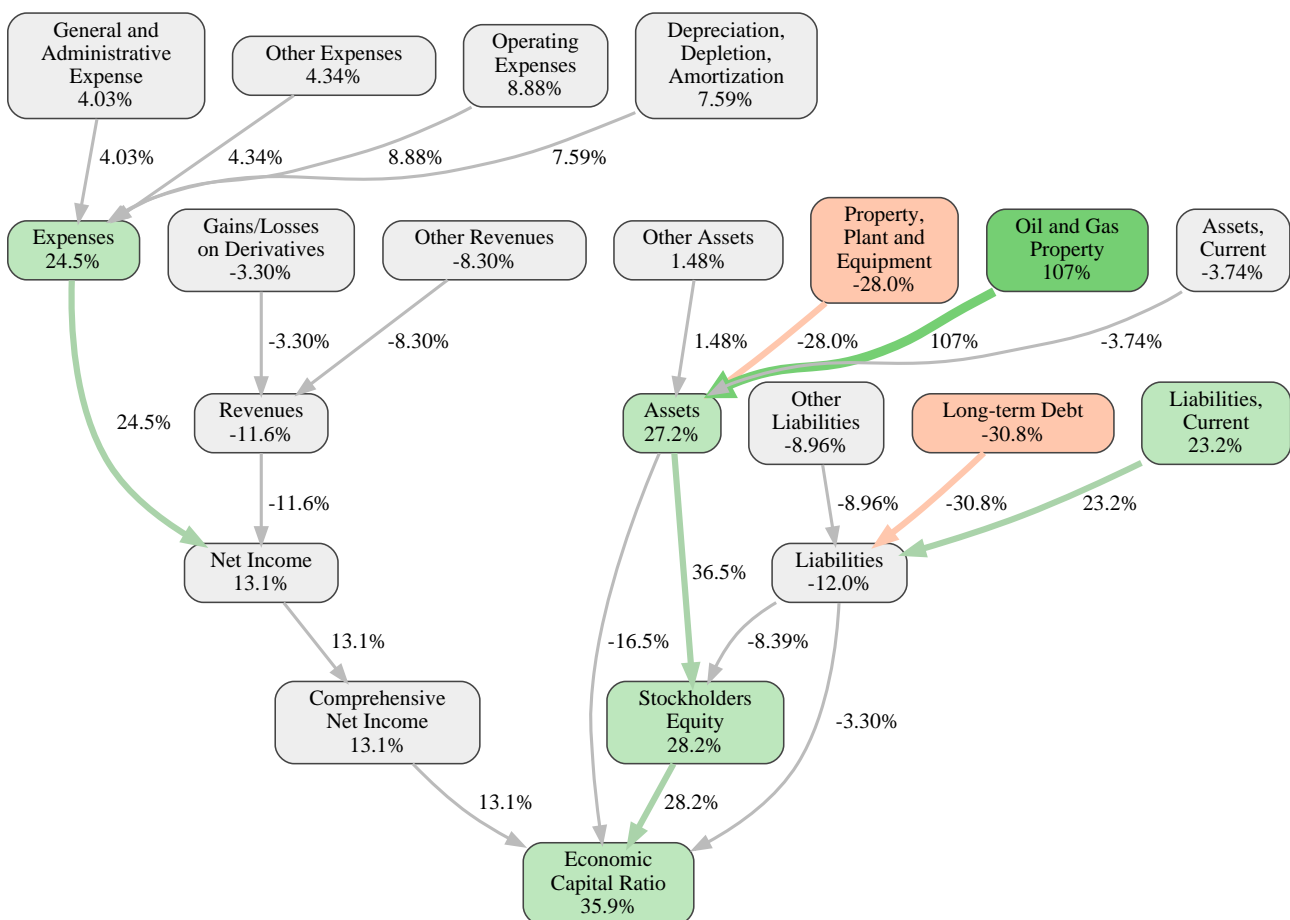 General and
Administrative
Expense
4.03%
Other Expenses
4.34%
Operating
Expenses
8.88%
Depreciation,
Depletion,
Amortization
7.59%
4.03%
4.34%
8.88%
7.59%
Expenses
24.5%
Gains/Losses
on Derivatives
-3.30%
Other Revenues
-8.30%
Other Assets
1.48%
Property,
Plant and
Equipment
-28.0%
Oil and Gas
Property
107%
Assets,
Current
-3.74%
-3.30%
-8.30%
1.48%
-28.0%
107%
-3.74%
24.5%
Revenues
-11.6%
Assets
27.2%
Other
Liabilities
-8.96%
Long-term Debt
-30.8%
Liabilities,
Current
23.2%
-11.6%
-8.96%
-30.8%
23.2%
Net Income
13.1%
36.5%
Liabilities
-12.0%
13.1%
-16.5%
-8.39%
Comprehensive
Net Income
13.1%
Stockholders
Equity
28.2%
-3.30%
13.1%
28.2%
Economic
Capital Ratio
35.9%